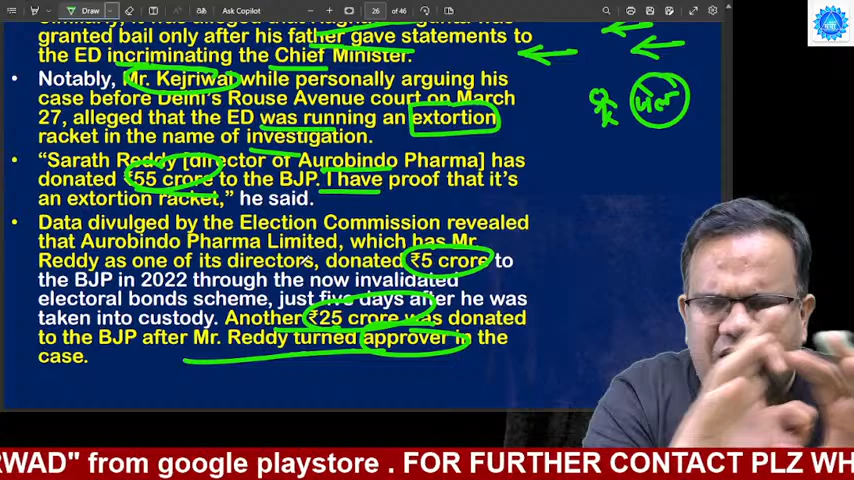 Draw
Ask Copilot
26
of 46
granted bail only after his father gave statements to
the ED incriminating the Chief Minister.
• Notably, Mr. Kejriwal while personally arguing his
case before Delhi's Rouse Avenue court on March
27, alleged that the ED was running an extortion
racket in the name of investigation.
• "Sarath Reddy [director of Aurobindo Pharma] has
donated ₹55 crore to the BJP. I have proof that it's
an extortion racket," he said.
• Data divulged by the Election Commission revealed
that Aurobindo Pharma Limited, which has Mr.
Reddy as one of its directors, donated ₹5 crore to
the BJP in 2022 through the now invalidated
electoral bonds scheme, just five days after he was
taken into custody. Another ₹25 crore was donated
to the BJP after Mr. Reddy turned approver in the
case.
RWAD" from google playstore . FOR FURTHER CONTACT PLZ WH